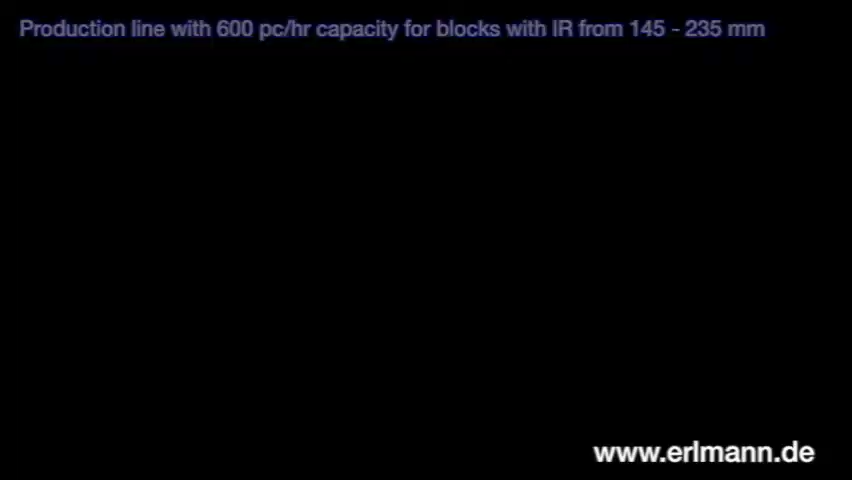 Production line with 600 pc/hr capacity for blocks with IR from 145 - 235 mm
www.erlmann.de